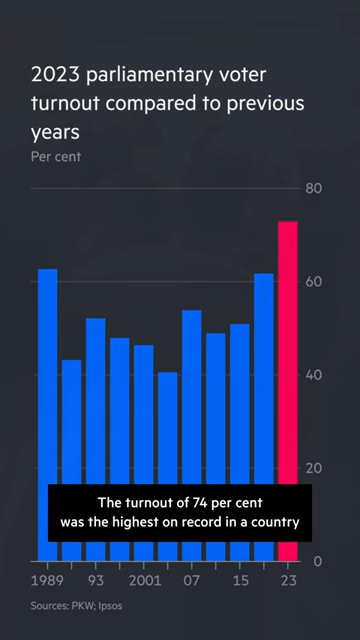 2023 parliamentary voter
turnout compared to previous
years
Per cent
80
60
40
20
The turnout of 74 per cent
was the highest on record in a country
0
1989 93 2001 07 15 23
Sources: PKW; Ipsos